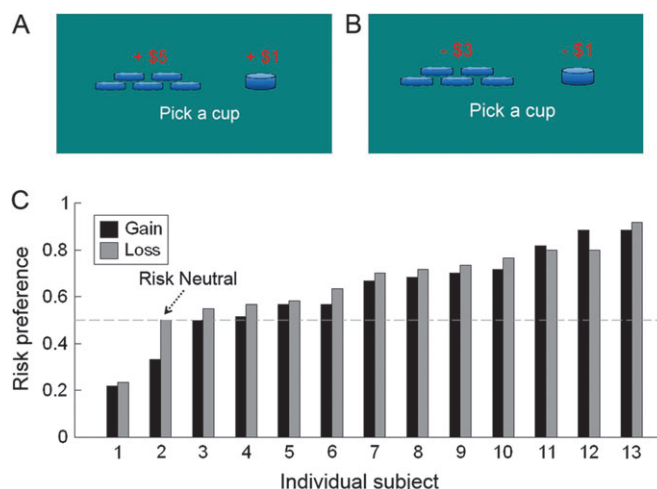 A
+ $5
+ $1
Pick a cup
B
- $3
- $1
Pick a cup
C
Risk preference
1
0.8
0.6
0.4
0.2
0
Gain
Loss
Risk Neutral
1 2 3 4 5 6 7 8 9 10 11 12 13
Individual subject